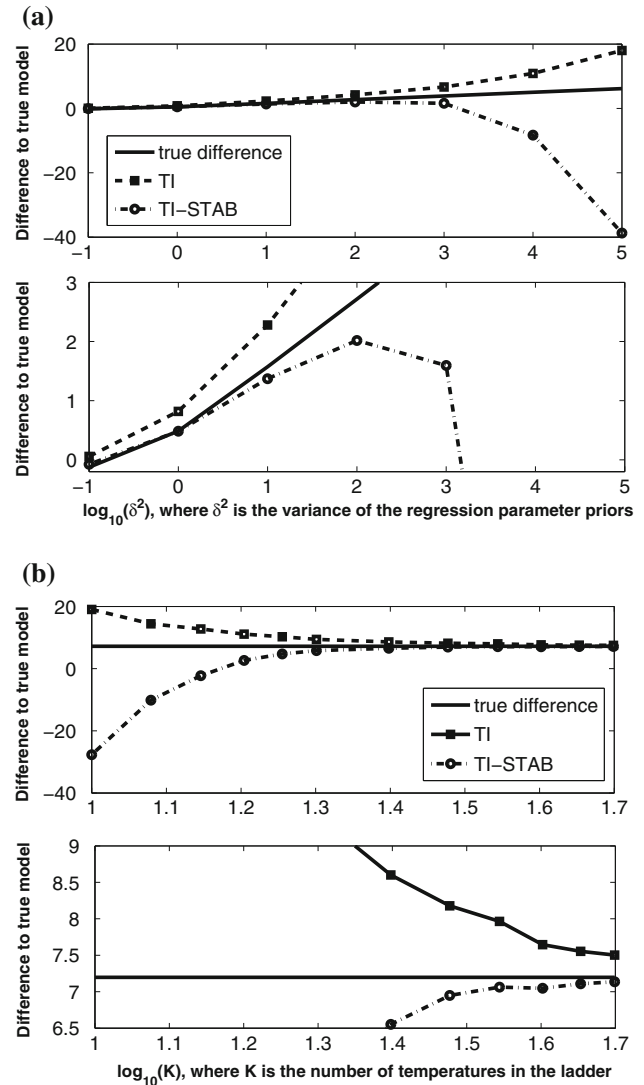 (a)
Difference to true model
20
0
-20
-40
true difference
TI
TI-STAB
-1 0 1 2 3 4 5
Difference to true model
3
2
1
0
-1 0 1 2 3 4 5
log10(δ²), where δ² is the variance of the regression parameter priors
(b)
Difference to true model
20
0
-20
-40
true difference
TI
TI-STAB
1 1.1 1.2 1.3 1.4 1.5 1.6 1.7
Difference to true model
9
8.5
8
7.5
7
6.5
1 1.1 1.2 1.3 1.4 1.5 1.6 1.7
log10(K), where K is the number of temperatures in the ladder